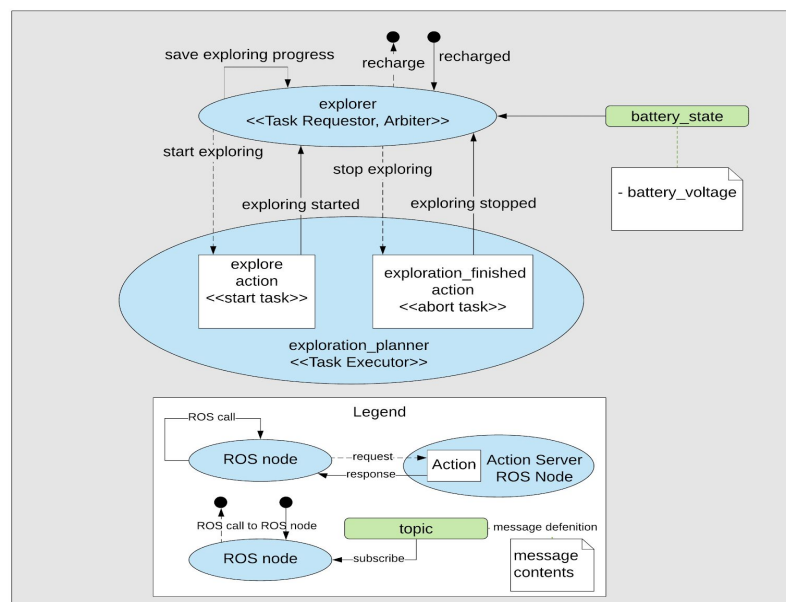 save exploring progress
recharge
recharged
explorer
<<Task Requestor, Arbiter>>
battery_state
start exploring
stop exploring
- battery_voltage
exploring started
exploring stopped
explore
action
<<start task>>
exploration_finished
action
<<abort task>>
exploration_planner
<<Task Executor>>
Legend
ROS call
ROS node
request
response
Action
Action Server
ROS Node
ROS call to ROS node
topic
message defenition
ROS node
subscribe
message
contents